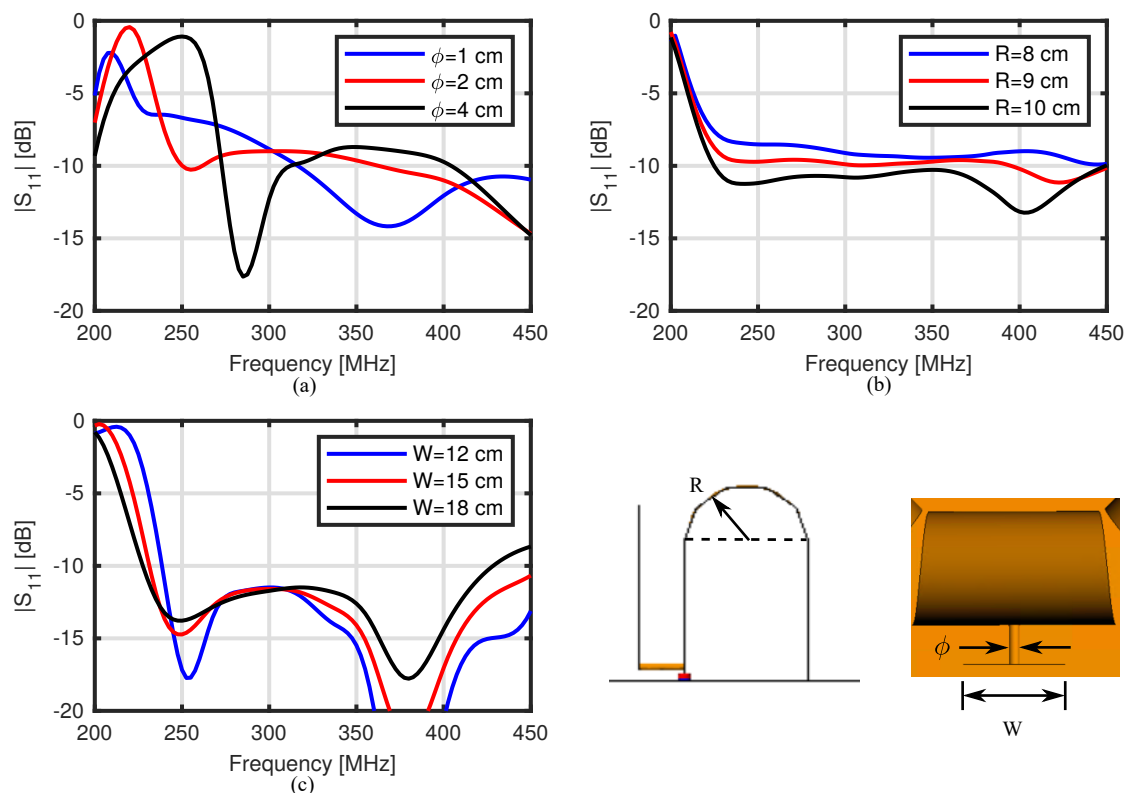 0
-5
-10
-15
-20
|S11| [dB]
ϕ=1 cm
ϕ=2 cm
ϕ=4 cm
200 250 300 350 400 450
Frequency [MHz]
(a)
0
-5
-10
-15
-20
|S11| [dB]
R=8 cm
R=9 cm
R=10 cm
200 250 300 350 400 450
Frequency [MHz]
(b)
0
-5
-10
-15
-20
|S11| [dB]
W=12 cm
W=15 cm
W=18 cm
200 250 300 350 400 450
Frequency [MHz]
(c)
R
ϕ
W